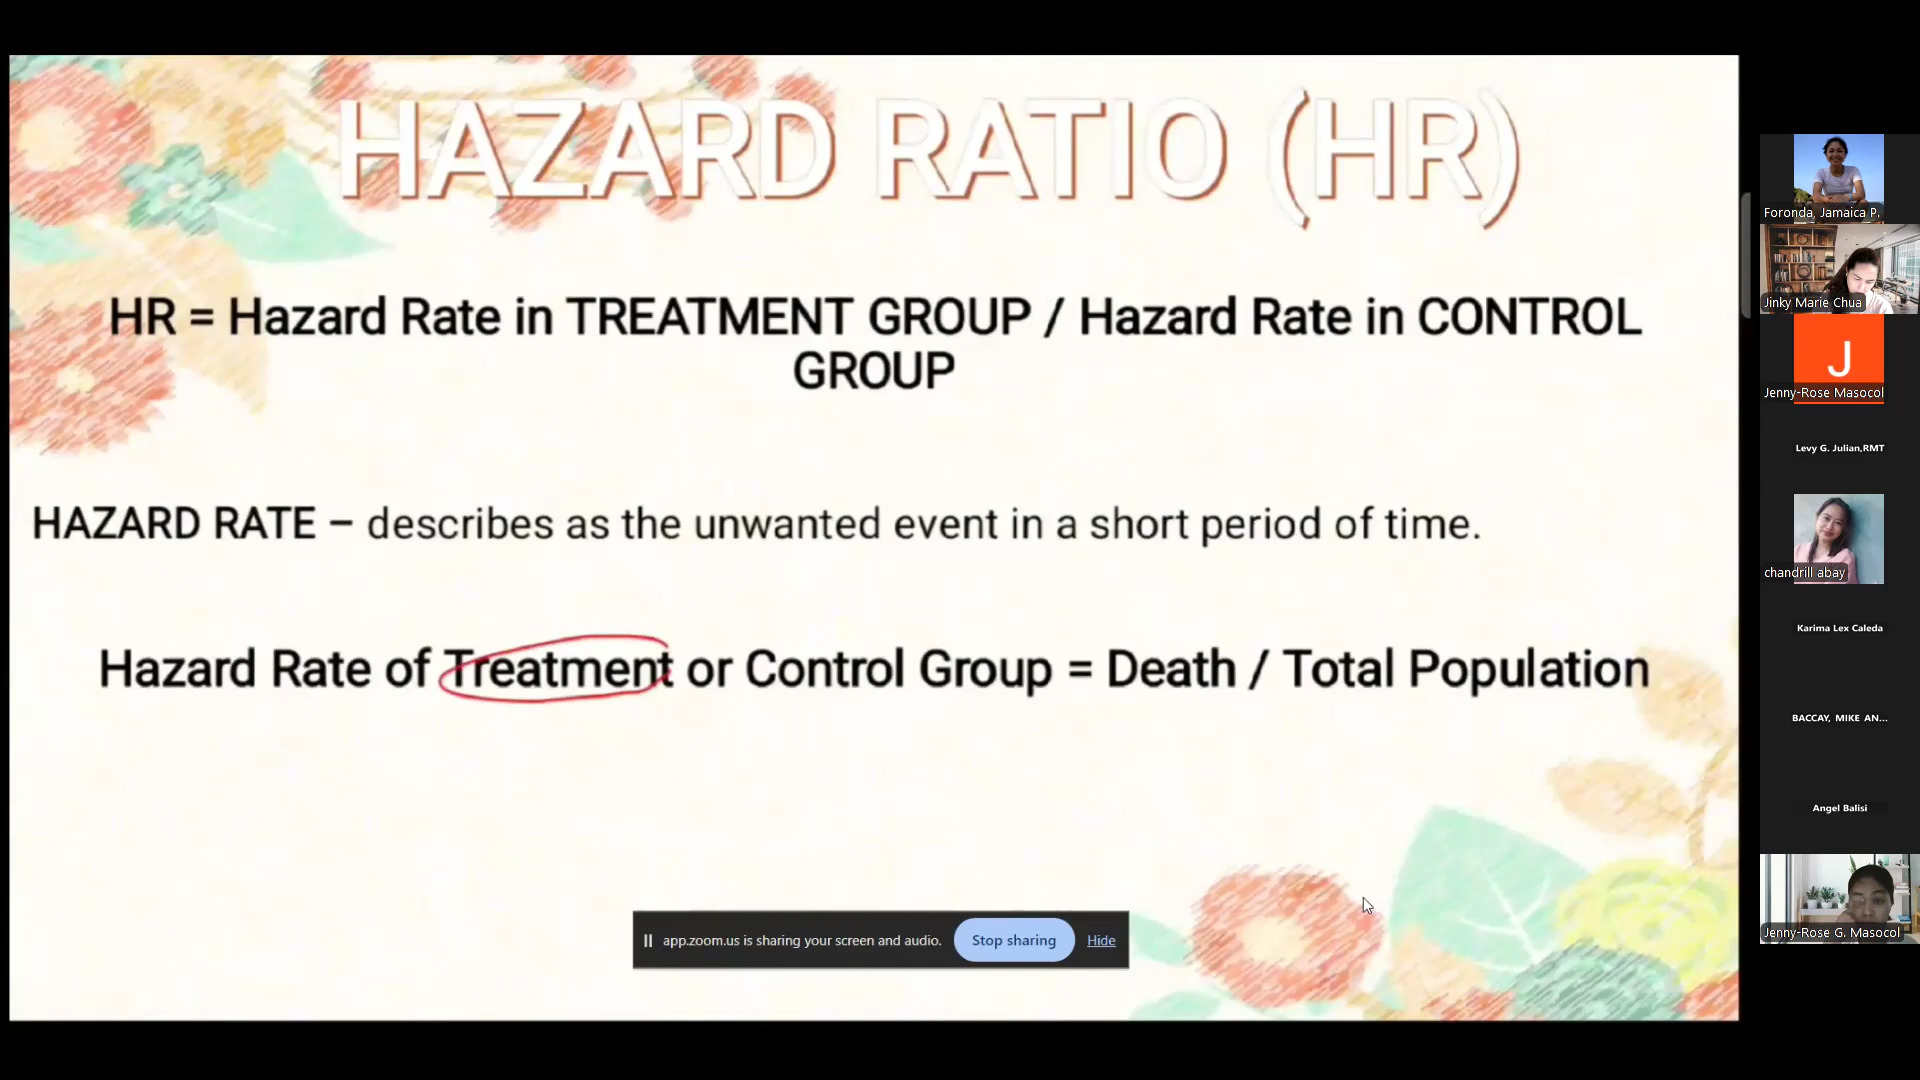 HAZARD RATIO (HR)
HR = Hazard Rate in TREATMENT GROUP / Hazard Rate in CONTROL
GROUP
HAZARD RATE – describes as the unwanted event in a short period of time.
Hazard Rate of Treatment or Control Group = Death / Total Population
app.zoom.us is sharing your screen and audio.
Stop sharing
Hide
Foronda, Jamaica P.
Jinky Marie Chua
J
Jenny-Rose Masocol
Levy G. Julian,RMT
chandrill abay
Karima Lex Caleda
BACCAY, MIKE AN...
Angel Balisi
Jenny-Rose G. Masocol